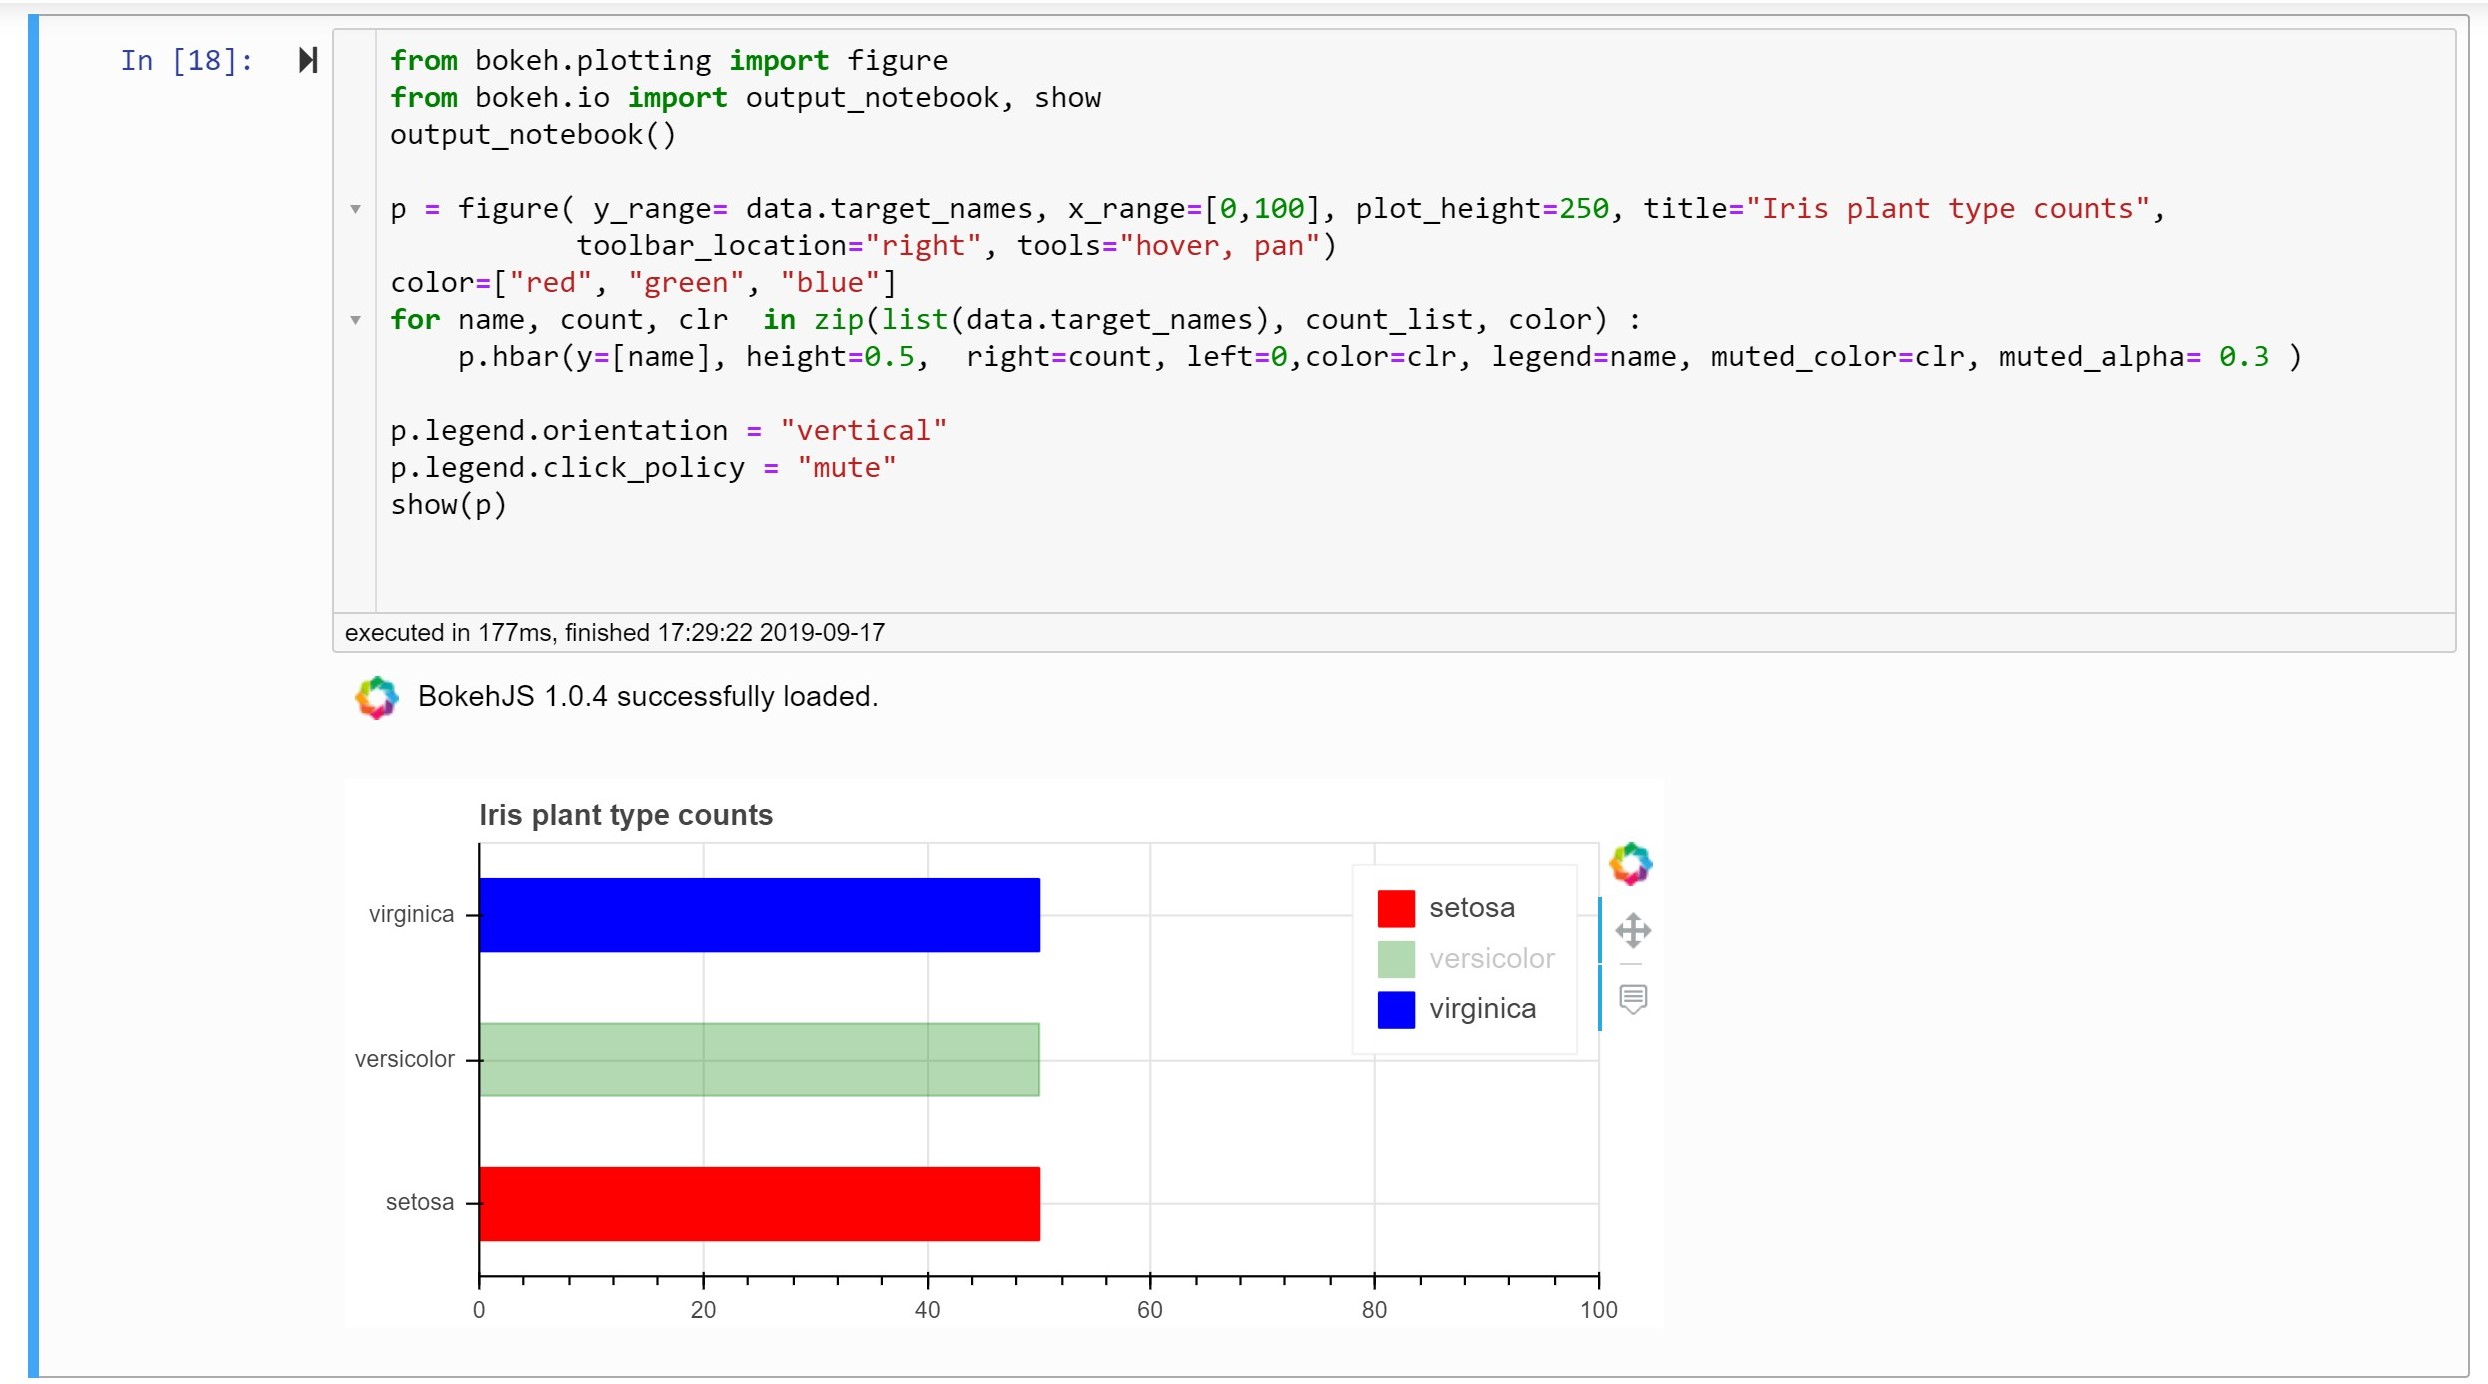 In [18]:
from bokeh.plotting import figure
from bokeh.io import output_notebook, show
output_notebook()
p = figure( y_range= data.target_names, x_range=[0,100], plot_height=250, title="Iris plant type counts",
toolbar_location="right", tools="hover, pan")
color=["red", "green", "blue"]
for name, count, clr  in zip(list(data.target_names), count_list, color) :
p.hbar(y=[name], height=0.5,  right=count, left=0,color=clr, legend=name, muted_color=clr, muted_alpha= 0.3 )
p.legend.orientation = "vertical"
p.legend.click_policy = "mute"
show(p)
executed in 177ms, finished 17:29:22 2019-09-17
BokehJS 1.0.4 successfully loaded.
Iris plant type counts
virginica
versicolor
setosa
setosa
versicolor
virginica
0 20 40 60 80 100